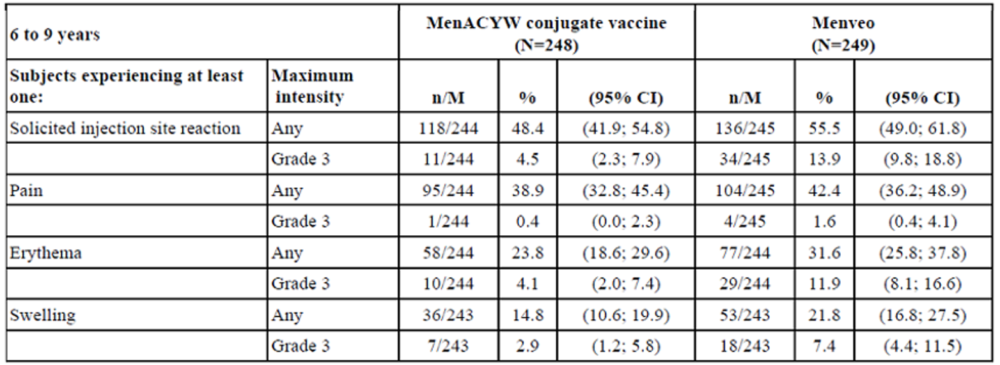 6 to 9 years MenACYW conjugate vaccine (N=248) Menveo (N=249)
Subjects experiencing at least one: Maximum intensity n/M % (95% CI) n/M % (95% CI)
Solicited injection site reaction Any 118/244 48.4 (41.9; 54.8) 136/245 55.5 (49.0; 61.8)
Grade 3 11/244 4.5 (2.3; 7.9) 34/245 13.9 (9.8; 18.8)
Pain Any 95/244 38.9 (32.8; 45.4) 104/245 42.4 (36.2; 48.9)
Grade 3 1/244 0.4 (0.0; 2.3) 4/245 1.6 (0.4; 4.1)
Erythema Any 58/244 23.8 (18.6; 29.6) 77/244 31.6 (25.8; 37.8)
Grade 3 10/244 4.1 (2.0; 7.4) 29/244 11.9 (8.1; 16.6)
Swelling Any 36/243 14.8 (10.6; 19.9) 53/243 21.8 (16.8; 27.5)
Grade 3 7/243 2.9 (1.2; 5.8) 18/243 7.4 (4.4; 11.5)